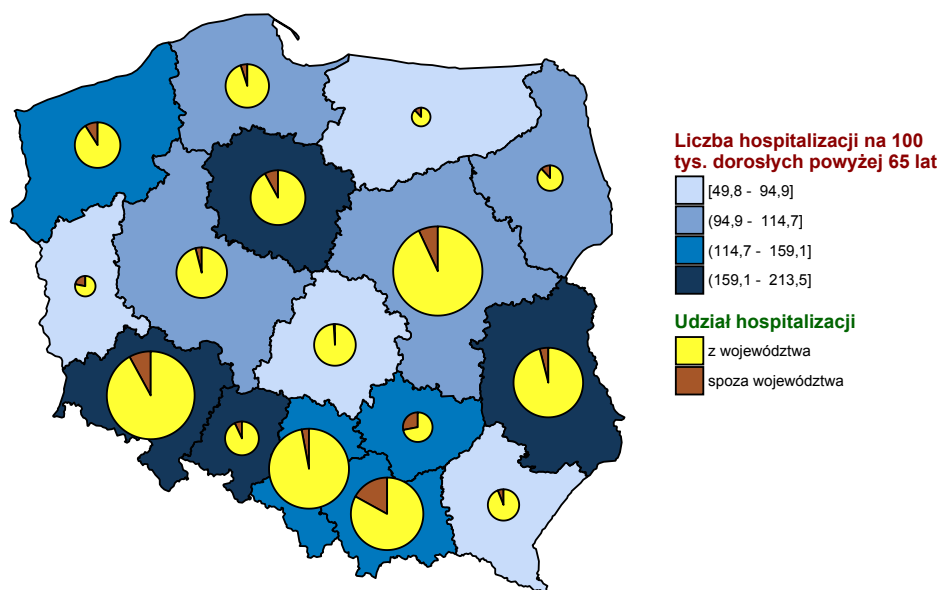 Liczba hospitalizacji na 100
tys. dorosłych powyżej 65 lat
[49,8 - 94,9]
(94,9 - 114,7]
(114,7 - 159,1]
(159,1 - 213,5]
Udział hospitalizacji
z województwa
spoza województwa